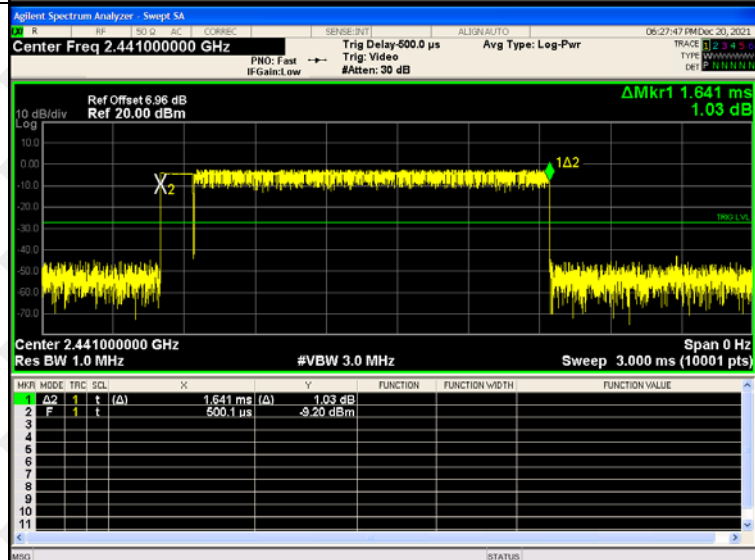 Agilent Spectrum Analyzer - Swept SA
R RF 50 Ω AC CORREC SENSE:INT ALIGN AUTO 06:27:47 PM Dec 20, 2021
Center Freq 2.441000000 GHz
PNO: Fast
IFGain:Low
Trig Delay-500.0 µs
Trig: Video
#Atten: 30 dB
Avg Type: Log-Pwr
TRACE 1 2 3 4 5 6
TYPE
DET P N N N N N
ΔMkr1 1.641 ms
1.03 dB
Ref Offset 6.96 dB
10 dB/div Ref 20.00 dBm
Log
10.0
0.00
-10.0
-20.0
-30.0
-40.0
-50.0
-60.0
-70.0
X2
1Δ2
TRIG LVL
Center 2.441000000 GHz Span 0 Hz
Res BW 1.0 MHz #VBW 3.0 MHz Sweep 3.000 ms (10001 pts)
MKR MODE TRC SCL X Y FUNCTION FUNCTION WIDTH FUNCTION VALUE
1 Δ2 1 t (Δ) 1.641 ms (Δ) 1.03 dB
2 F 1 t 500.1 µs -9.20 dBm
3
4
5
6
7
8
9
10
11
MSG STATUS